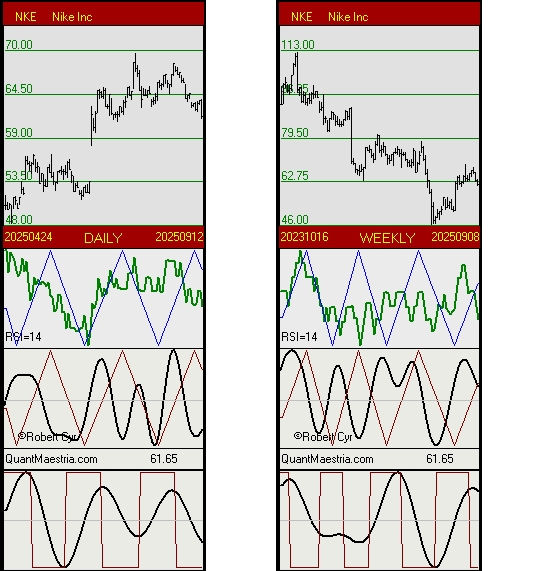 NKE Nike Inc
70.00
64.50
59.00
53.50
48.00
20250424 DAILY 20250912
RSI=14
©Robert Cyr
QuantMaestria.com 61.65
NKE Nike Inc
113.00
79.50
62.75
46.00
20231016 WEEKLY 20250908
RSI=14
©Robert Cyr
QuantMaestria.com 61.65